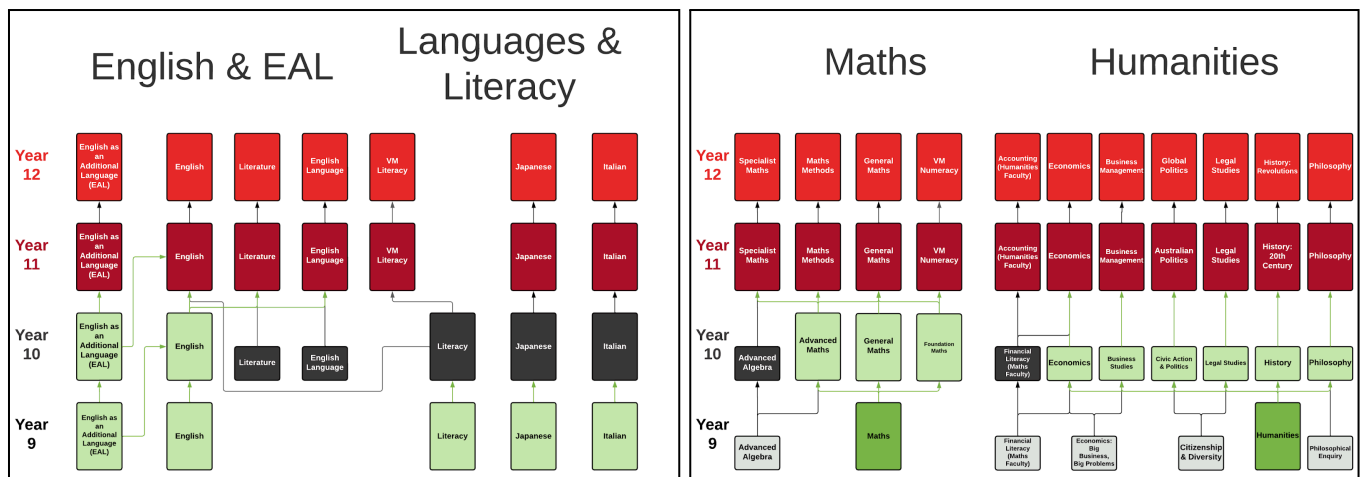 English & EAL
Languages &
Literacy
Year
12
English as
an
Additional
Language
(EAL)
English
Literature
English
Language
VM
Literacy
Japanese
Italian
Year
11
English as
an
Additional
Language
(EAL)
English
Literature
English
Language
VM
Literacy
Japanese
Italian
Year
10
English as
an
Additional
Language
(EAL)
English
Literature
English
Language
Literacy
Japanese
Italian
Year
9
English as
an
Additional
Language
(EAL)
English
Literacy
Japanese
Italian
Maths
Humanities
Year
12
Specialist
Maths
Maths
Methods
General
Maths
VM
Numeracy
Accounting
(Humanities
Faculty)
Economics
Business
Management
Global
Politics
Legal
Studies
History:
Revolutions
Philosophy
Year
11
Specialist
Maths
Maths
Methods
General
Maths
VM
Numeracy
Accounting
(Humanities
Faculty)
Economics
Business
Management
Australian
Politics
Legal
Studies
History:
20th
Century
Philosophy
Year
10
Advanced
Algebra
Advanced
Maths
General
Maths
Foundation
Maths
Financial
Literacy
(Maths
Faculty)
Economics
Business
Studies
Civic Action
& Politics
Legal Studies
History
Philosophy
Year
9
Advanced
Algebra
Maths
Financial
Literacy
(Maths
Faculty)
Economics:
Big
Business,
Big Problems
Citizenship
& Diversity
Humanities
Philosophical
Enquiry